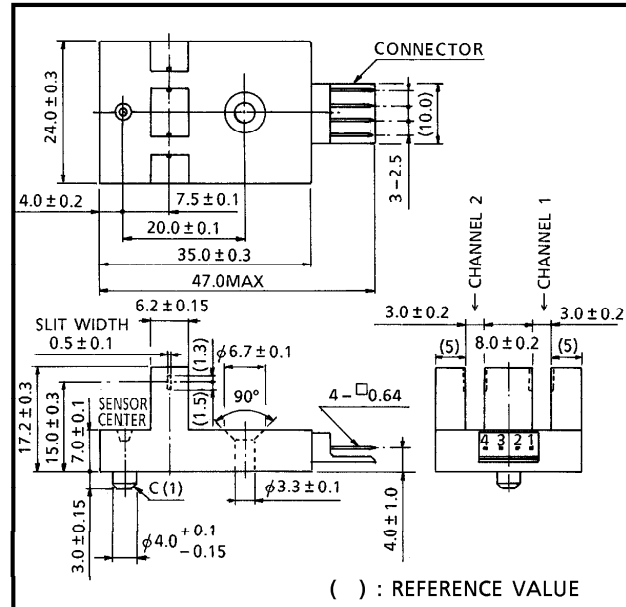 CONNECTOR
24.0±0.3
(10.0)
3-2.5
4.0±0.2
7.5±0.1
20.0±0.1
35.0±0.3
47.0MAX
CHANNEL 2
CHANNEL 1
6.2±0.15
3.0±0.2
3.0±0.2
SLIT WIDTH
0.5±0.1
(1.3)
ϕ6.7±0.1
(5)
8.0±0.2
(5)
17.2±0.3
15.0±0.3
7.0±0.1
SENSOR
CENTER
(1.5)
90°
4-□0.64
4 3 2 1
C(1)
ϕ3.3±0.1
3.0±0.15
ϕ4.0 +0.1
-0.15
4.0±1.0
( ) : REFERENCE VALUE